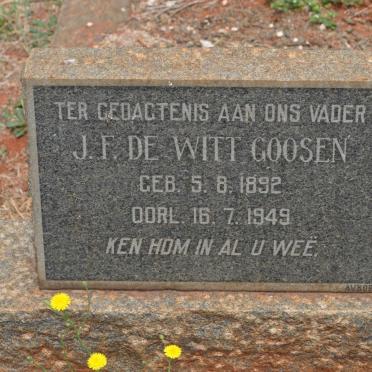 TER GEDAGTENIS AAN ONS VADER
J. F. DE WITT GOOSEN
GEB. 5. 8. 1892
OORL. 16. 7. 1949
KEN HOM IN AL U WEË.